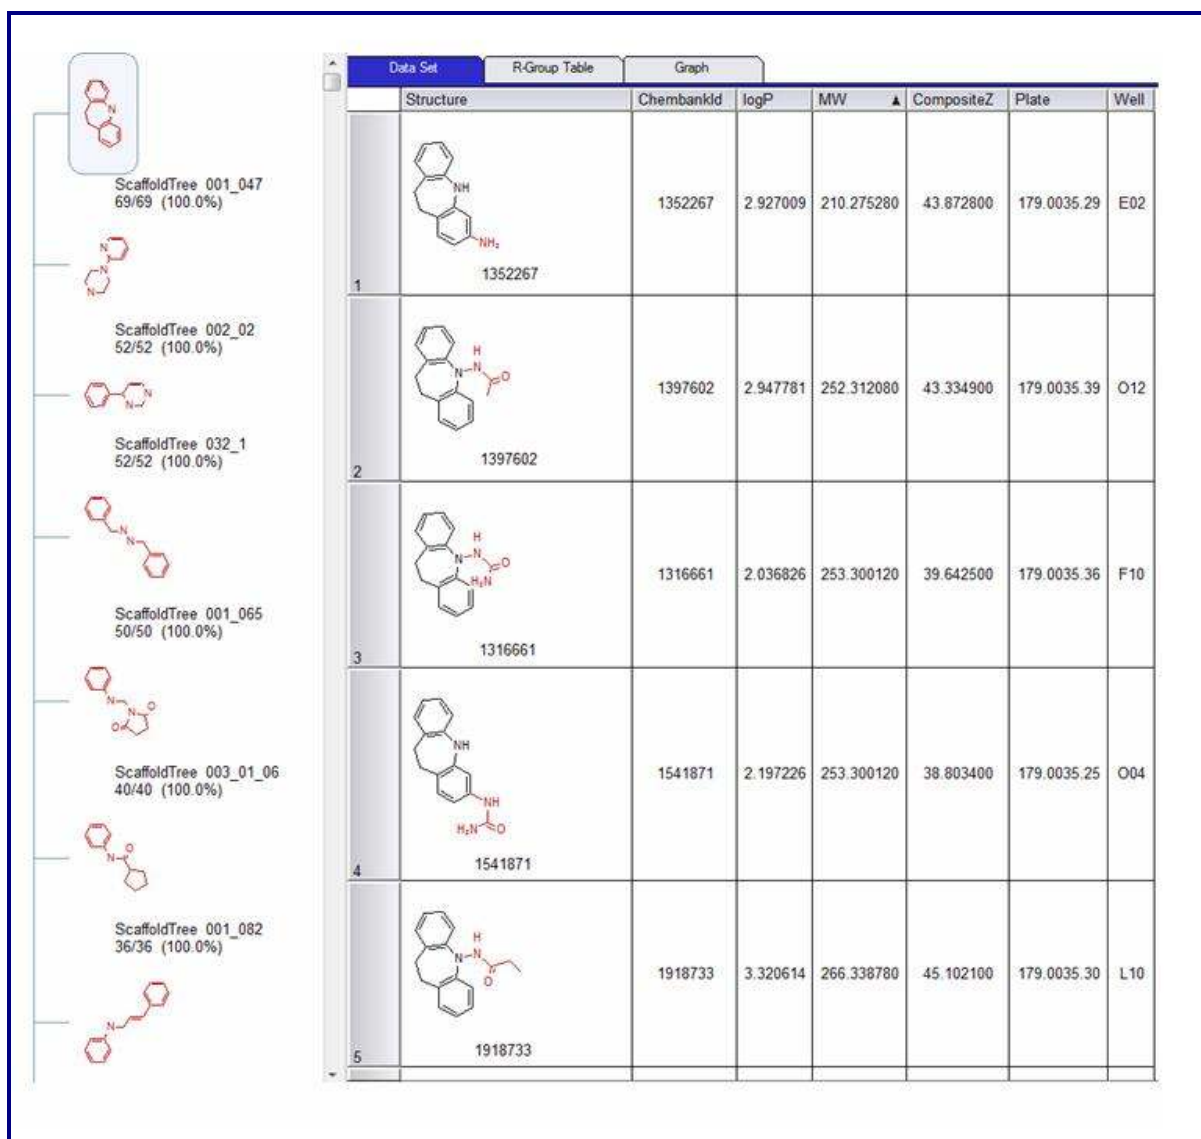 ScaffoldTree 001_047
69/69 (100.0%)
ScaffoldTree 002_02
52/52 (100.0%)
ScaffoldTree 032_1
52/52 (100.0%)
ScaffoldTree 001_065
50/50 (100.0%)
ScaffoldTree 003_01_06
40/40 (100.0%)
ScaffoldTree 001_082
36/36 (100.0%)
N
N
N
N
N
N
N
N
N
N
O
O
N
O
N
Data Set R-Group Table Graph
Structure ChembankId logP MW ▲ CompositeZ Plate Well
NH
NH₂
1352267
1 1352267 2.927009 210.275280 43.872800 179.0035.29 E02
H
N NH O
1397602
2 1397602 2.947781 252.312080 43.334900 179.0035.39 O12
H
N N O
H₂N
1316661
3 1316661 2.036826 253.300120 39.642500 179.0035.36 F10
NH
NH
H₂N O
1541871
4 1541871 2.197226 253.300120 38.803400 179.0035.25 O04
H
N N
O
1918733
5 1918733 3.320614 266.338780 45.102100 179.0035.30 L10